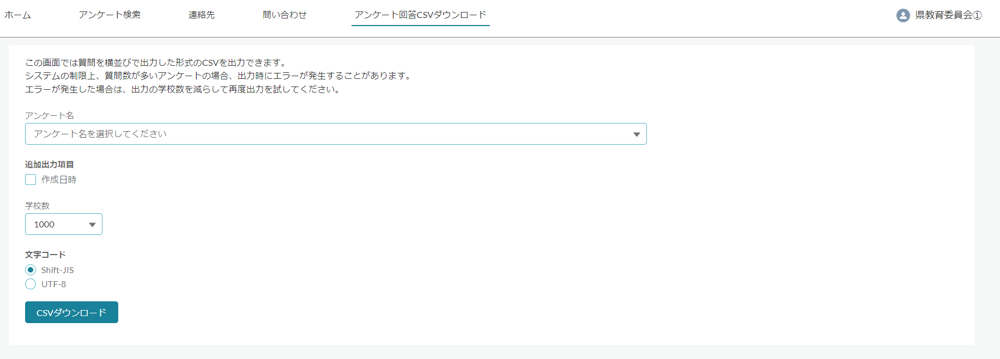 ホーム
アンケート検索
連絡先
問い合わせ
アンケート回答CSVダウンロード
県教育委員会①
この画面では質問を横並びで出力した形式のCSVを出力できます。
システムの制限上、質問数が多いアンケートの場合、出力時にエラーが発生することがあります。
エラーが発生した場合は、出力の学校数を減らして再度出力を試してください。
アンケート名
アンケート名を選択してください
追加出力項目
作成日時
学校数
1000
文字コード
Shift-JIS
UTF-8
CSVダウンロード